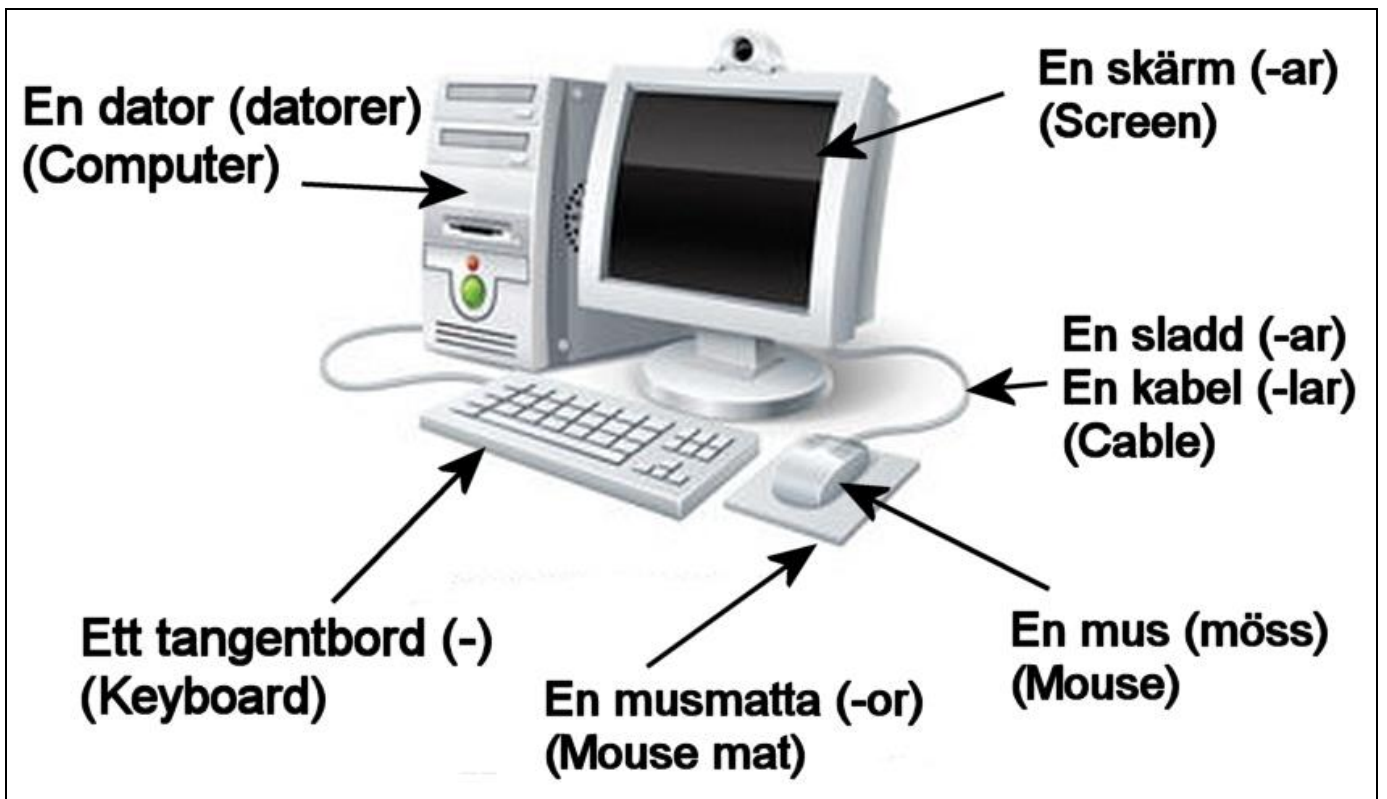 En dator (datorer)
(Computer)
En skärm (-ar)
(Screen)
En sladd (-ar)
En kabel (-lar)
(Cable)
Ett tangentbord (-)
(Keyboard)
En musmatta (-or)
(Mouse mat)
En mus (möss)
(Mouse)